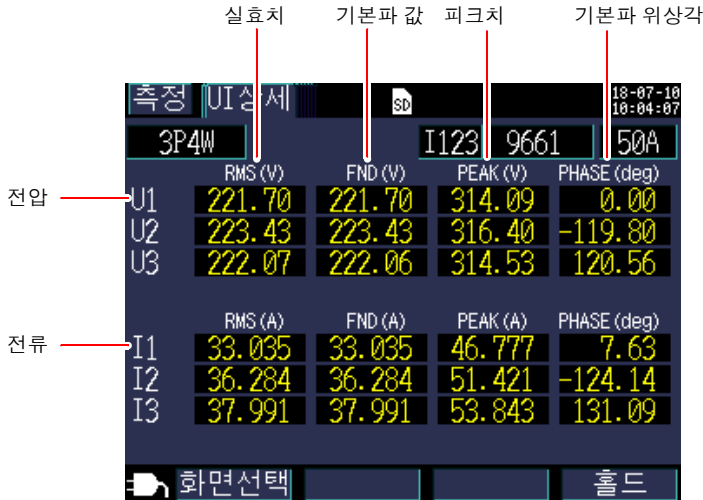 실효치 기본파 값 피크치 기본파 위상각
측정 UI상세 SD 18-07-10
10:04:07
3P4W I123 9661 50A
RMS(V) FND(V) PEAK(V) PHASE(deg)
전압 U1 221.70 221.70 314.09 0.00
U2 223.43 223.43 316.40 -119.80
U3 222.07 222.06 314.53 120.56
RMS(A) FND(A) PEAK(A) PHASE(deg)
전류 I1 33.035 33.035 46.777 7.63
I2 36.284 36.284 51.421 -124.14
I3 37.991 37.991 53.843 131.09
화면선택 홀드